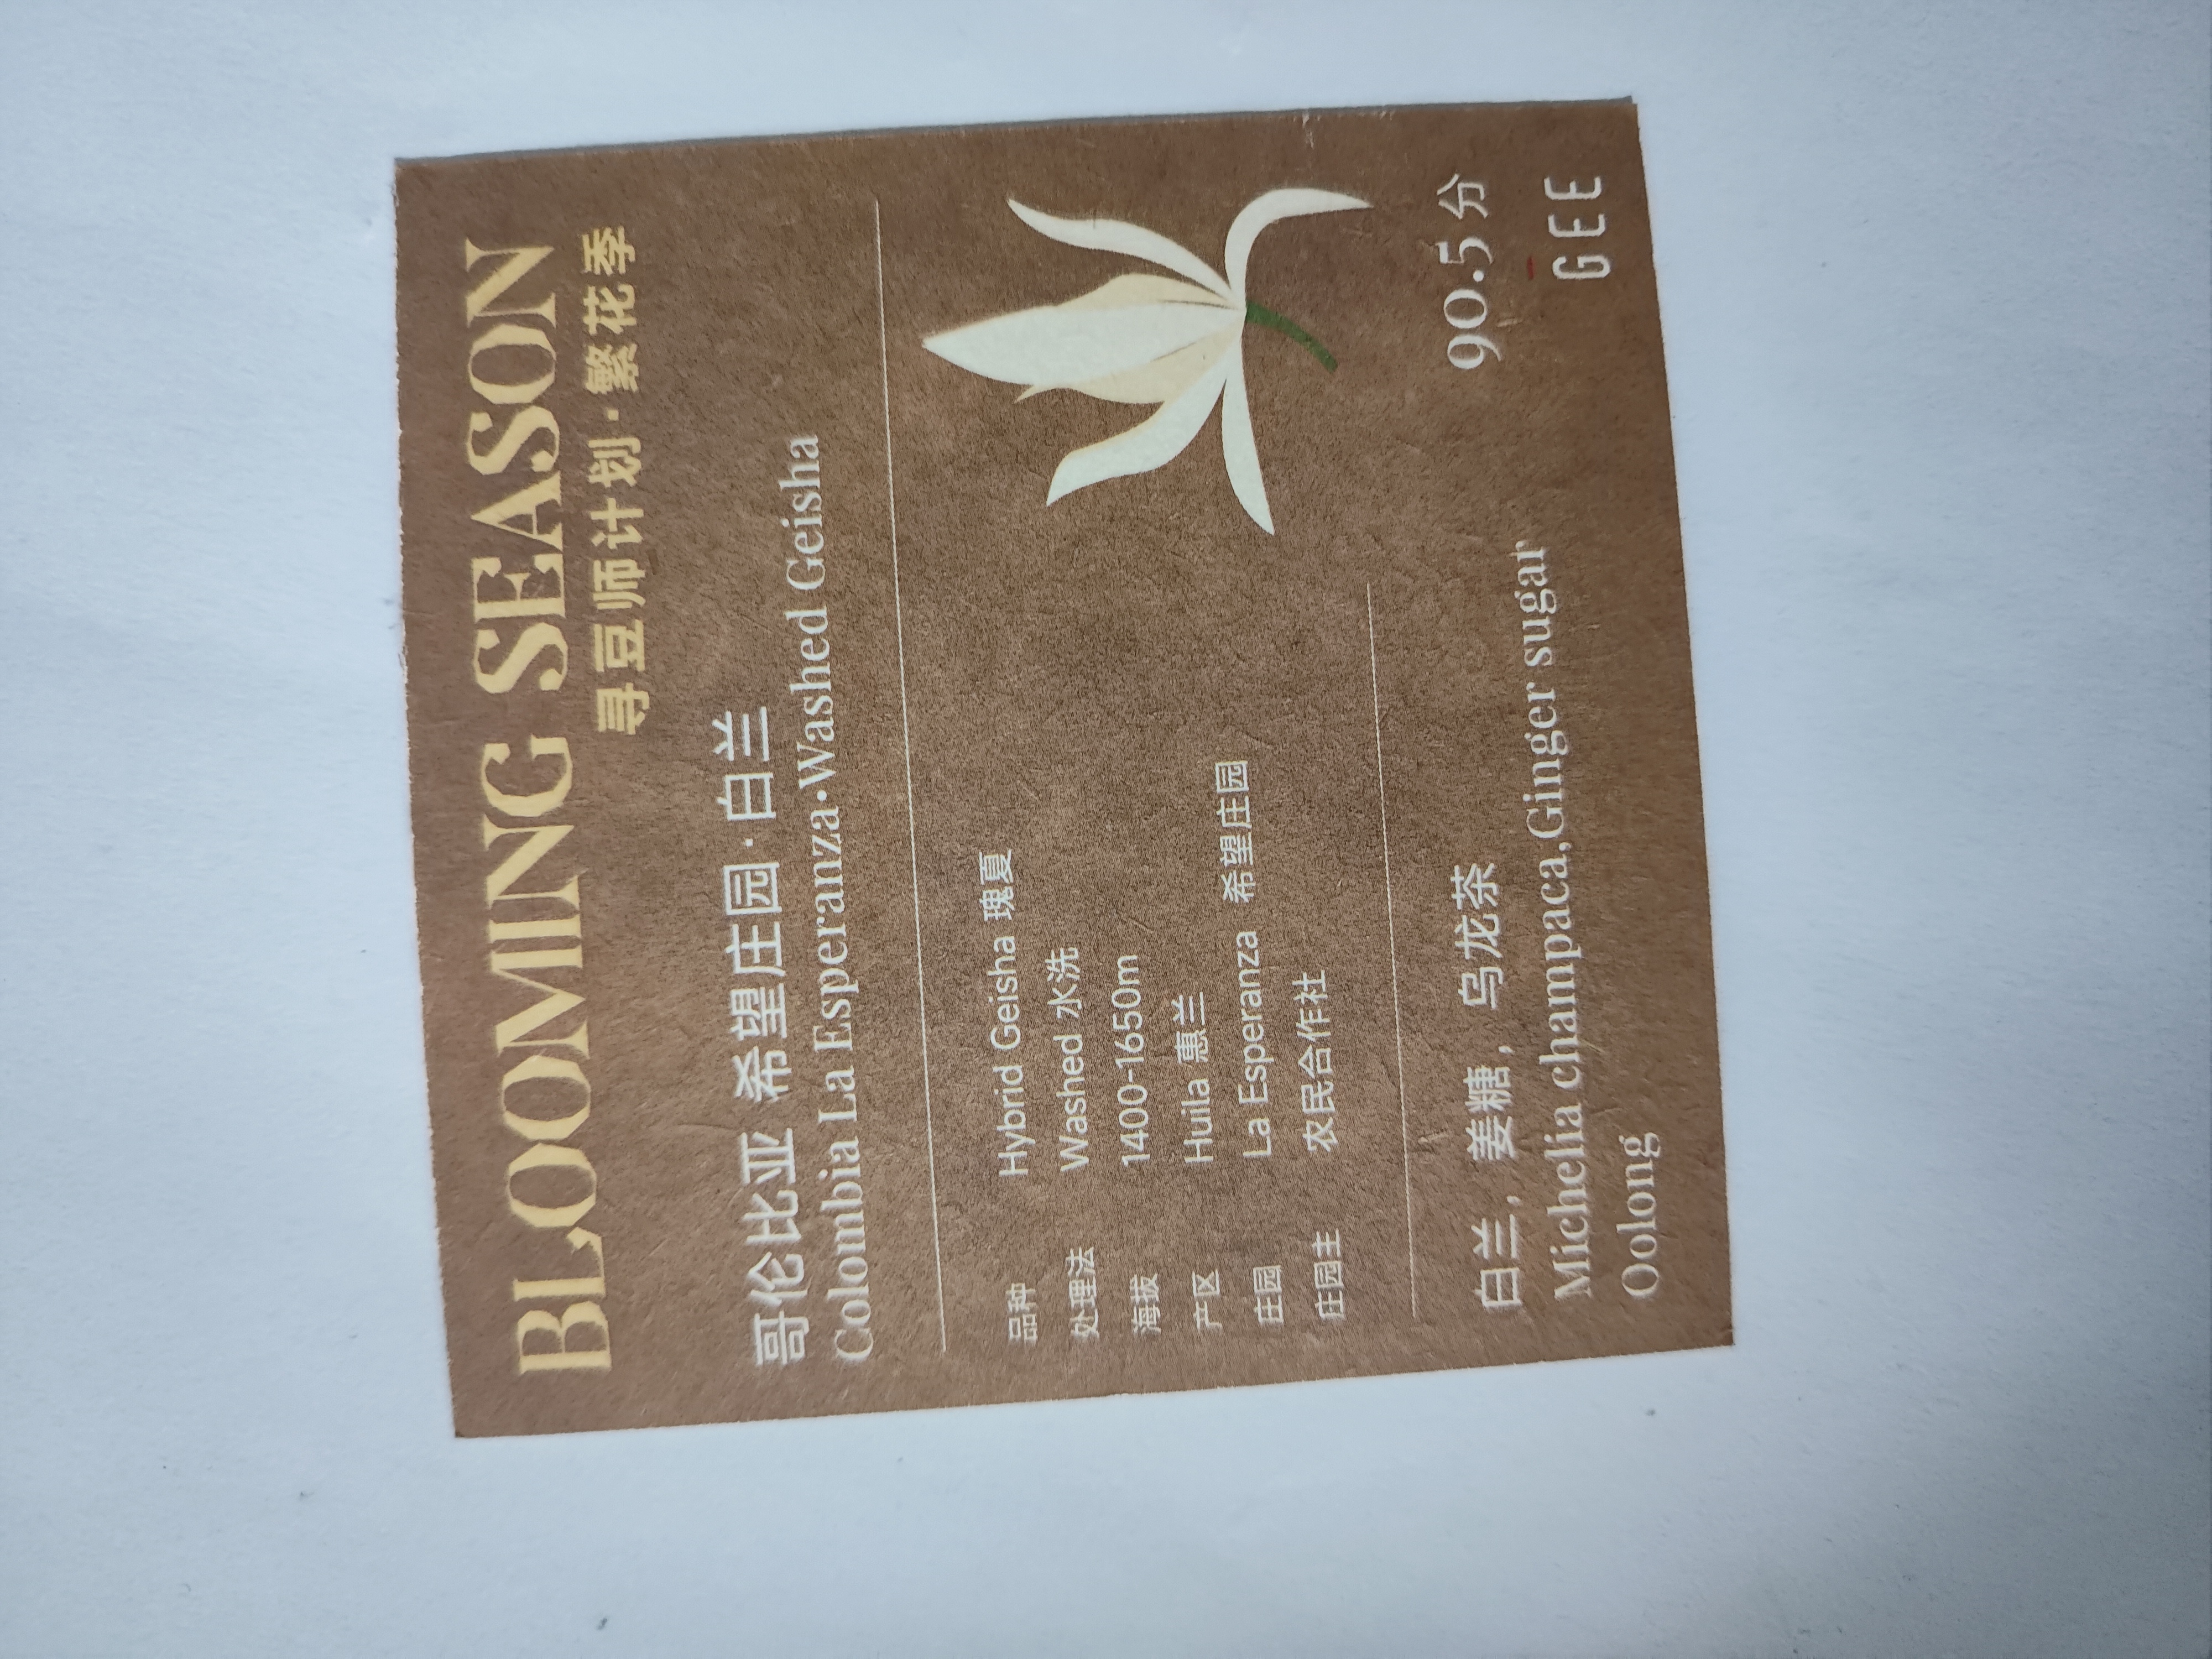 BLOOMING SEASON
寻豆师计划·繁花季
哥伦比亚 希望庄园·白兰
Colombia La Esperanza•Washed Geisha
品种 Hybrid Geisha 瑰夏
处理法 Washed 水洗
海拔 1400-1650m
产区 Huila 惠兰
庄园 La Esperanza 希望庄园
庄园主 农民合作社
白兰，姜糖，乌龙茶
Michelia champaca,Ginger sugar
Oolong
90.5 分
GEE